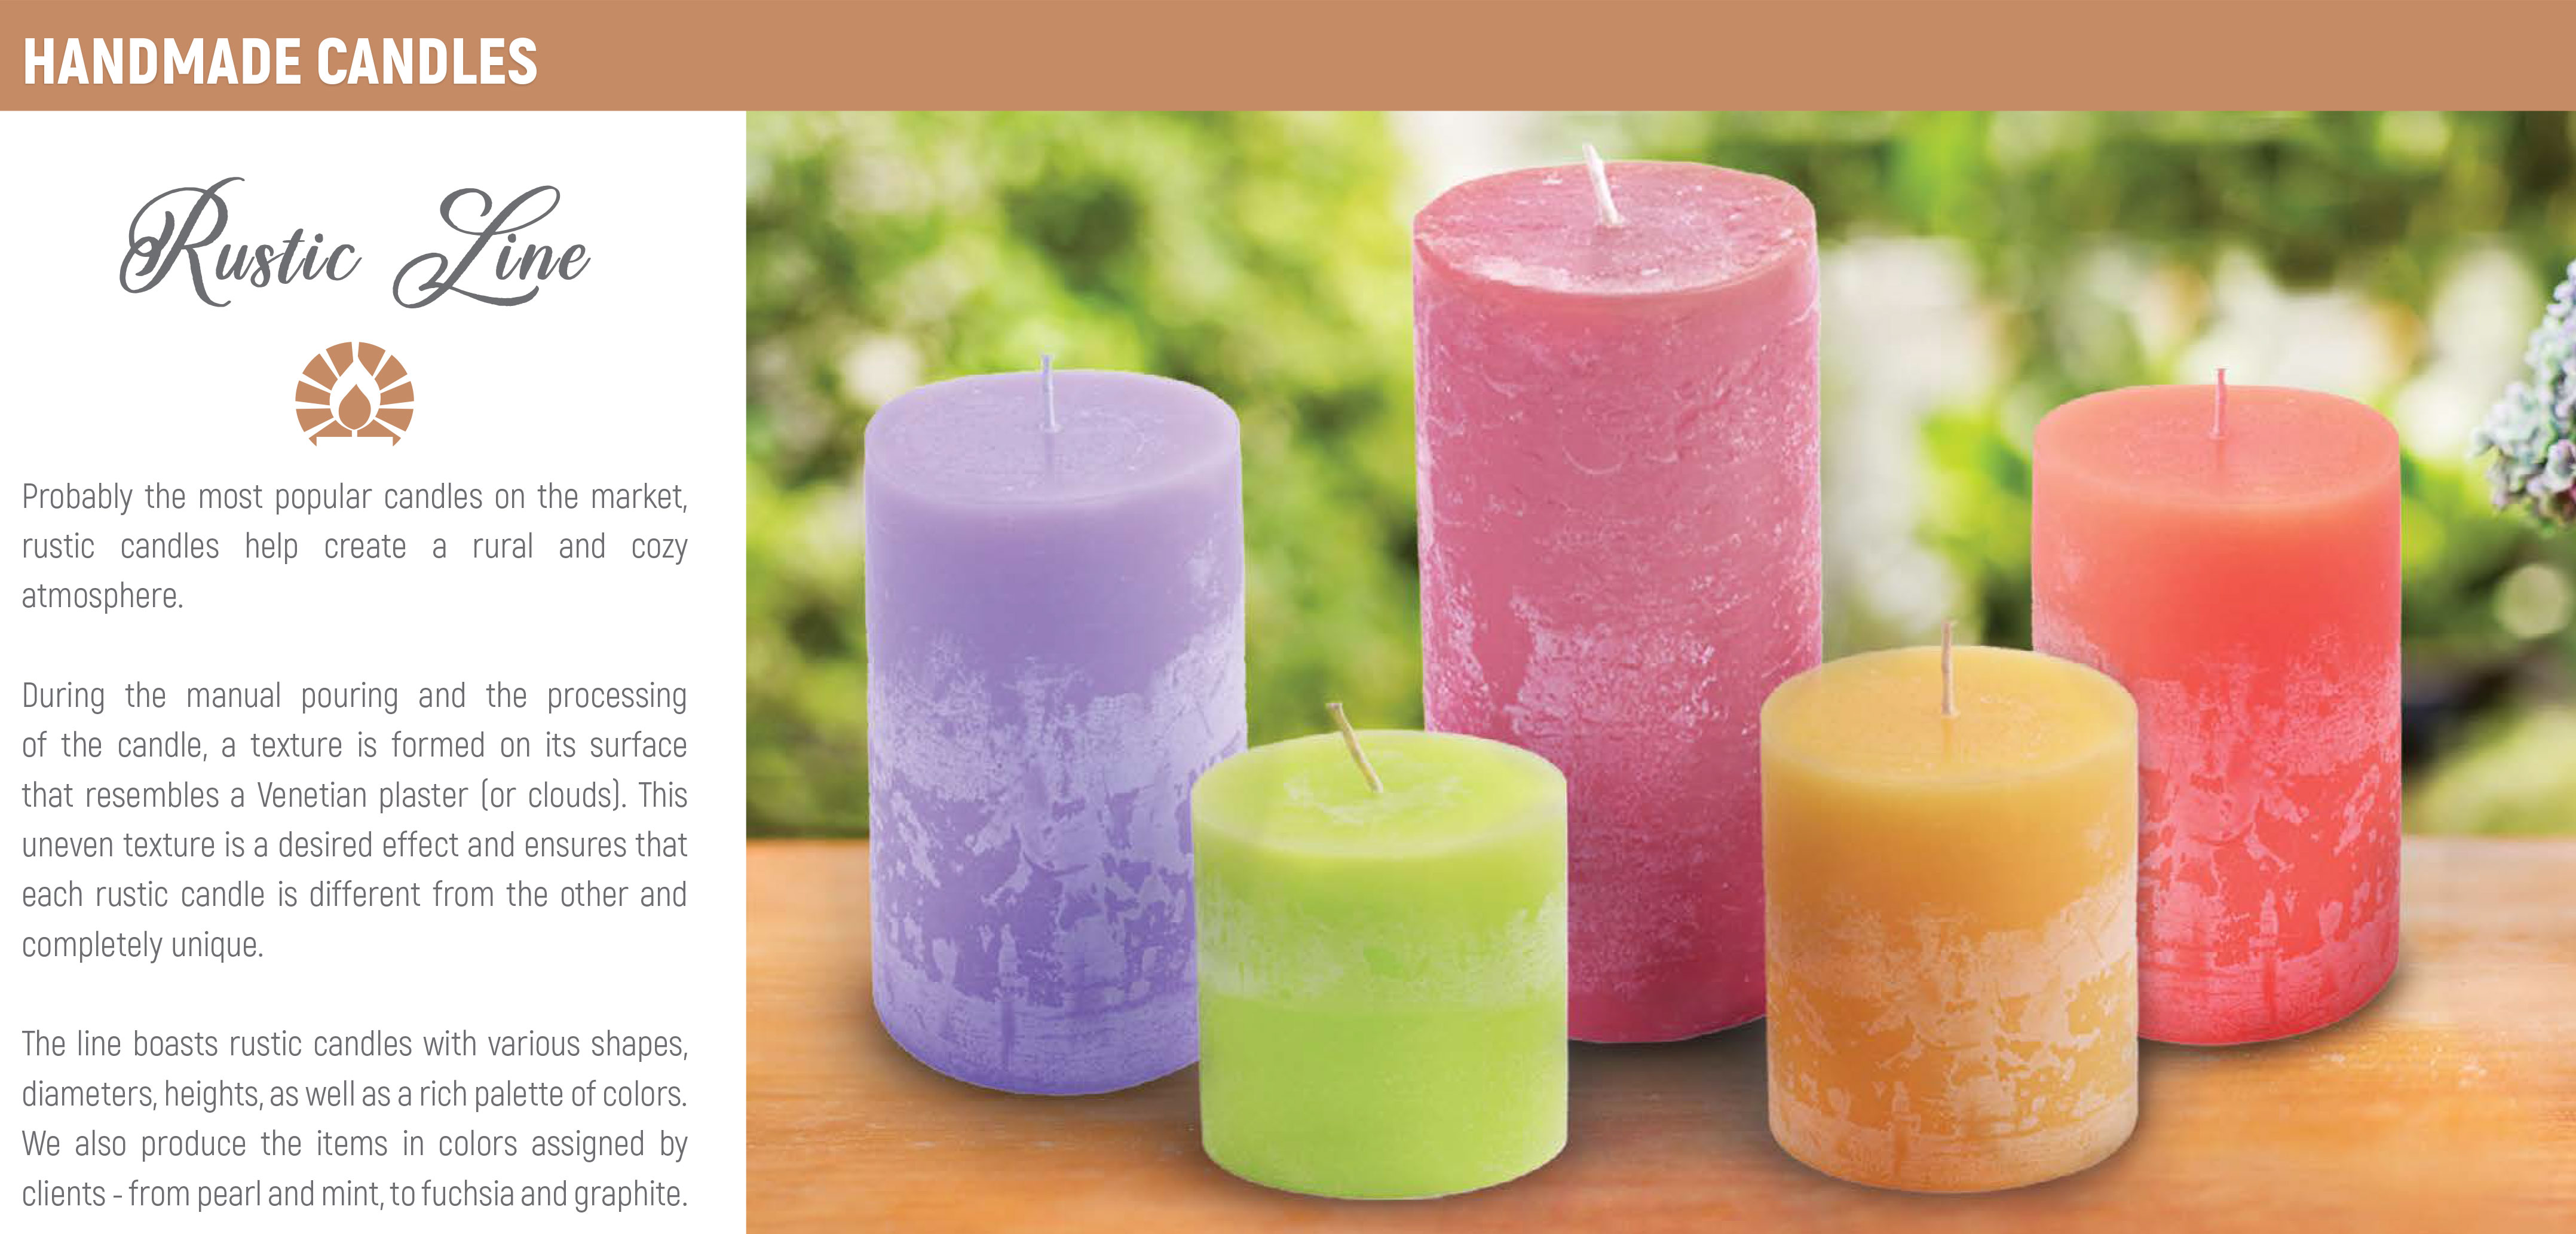 HANDMADE CANDLES
Rustic Line
Probably the most popular candles on the market,
rustic candles help create a rural and cozy
atmosphere.
During the manual pouring and the processing
of the candle, a texture is formed on its surface
that resembles a Venetian plaster (or clouds). This
uneven texture is a desired effect and ensures that
each rustic candle is different from the other and
completely unique.
The line boasts rustic candles with various shapes,
diameters, heights, as well as a rich palette of colors.
We also produce the items in colors assigned by
clients - from pearl and mint, to fuchsia and graphite.